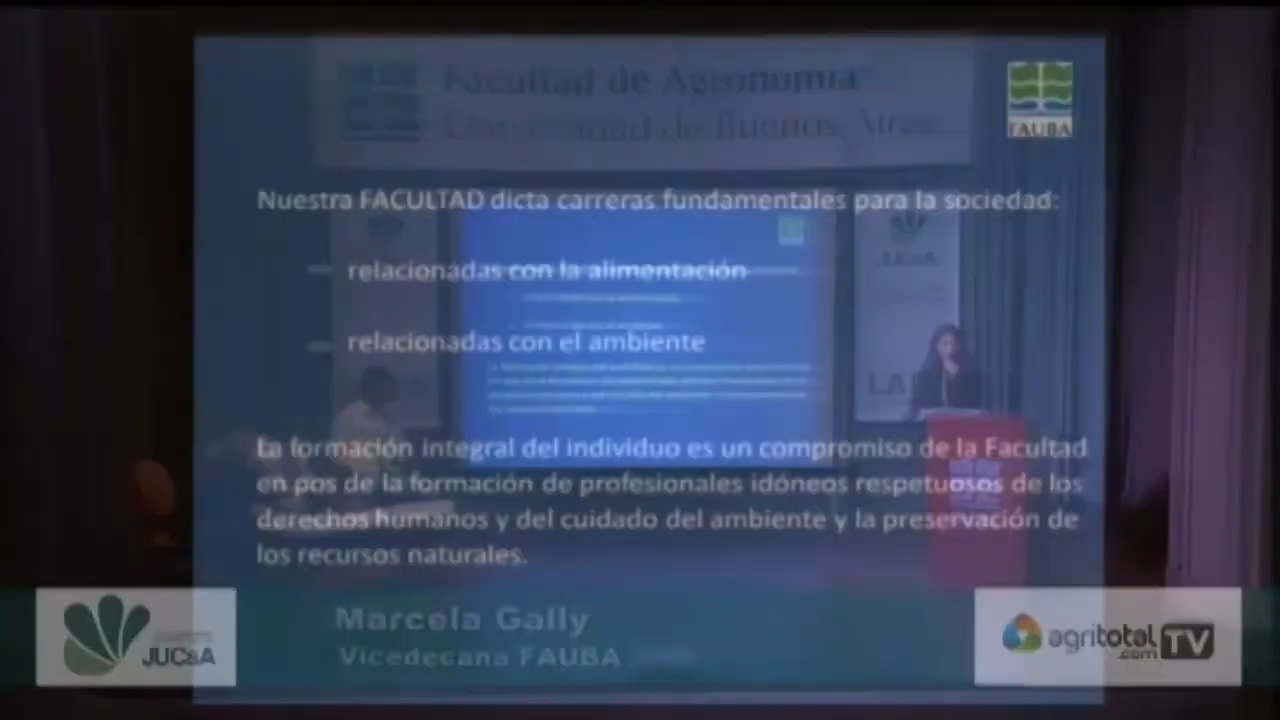 Facultad de Agronomía
Universidad de Buenos Aires
FAUBA
Nuestra FACULTAD dicta carreras fundamentales para la sociedad:
relacionadas con la alimentación
relacionadas con el ambiente
La formación integral del individuo es un compromiso de la Facultad
en pos de la formación de profesionales idóneos respetuosos de los
derechos humanos y del cuidado del ambiente y la preservación de
los recursos naturales.
Marcela Gally
Vicedecana FAUBA
JUC&A
agritotal
.com
TV